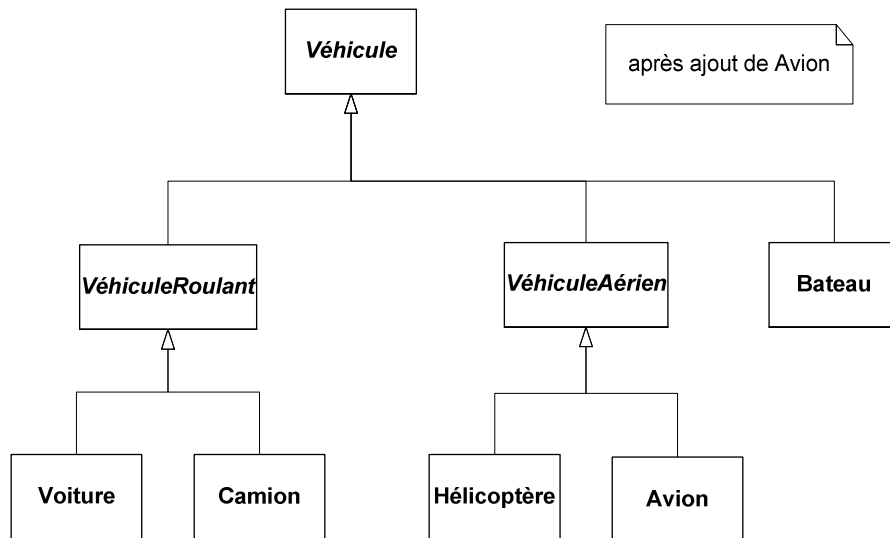 Véhicule
après ajout de Avion
VéhiculeRoulant
VéhiculeAérien
Bateau
Voiture
Camion
Hélicoptère
Avion